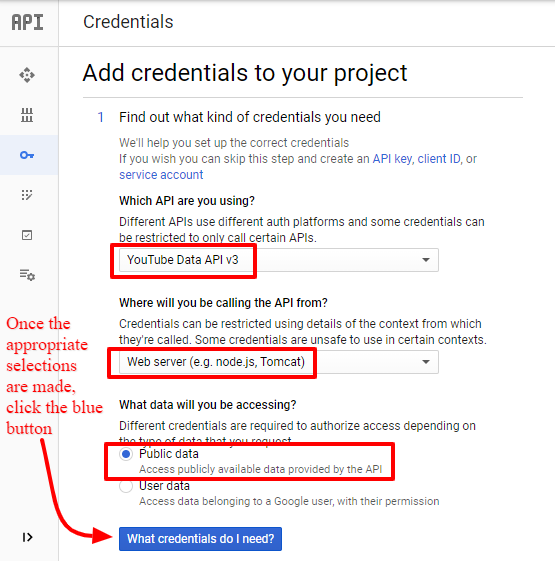 API
Credentials
Add credentials to your project
1 Find out what kind of credentials you need
We'll help you set up the correct credentials
If you wish you can skip this step and create an API key, client ID, or
service account
Which API are you using?
Different APIs use different auth platforms and some credentials can
be restricted to only call certain APIs.
YouTube Data API v3
Where will you be calling the API from?
Credentials can be restricted using details of the context from which
they're called. Some credentials are unsafe to use in certain contexts.
Web server (e.g. node.js, Tomcat)
What data will you be accessing?
Different credentials are required to authorize access depending on
the type of data that you request.
Public data
Access publicly available data provided by the API
User data
Access data belonging to a Google user, with their permission
What credentials do I need?
Once the
appropriate
selections
are made,
click the blue
button